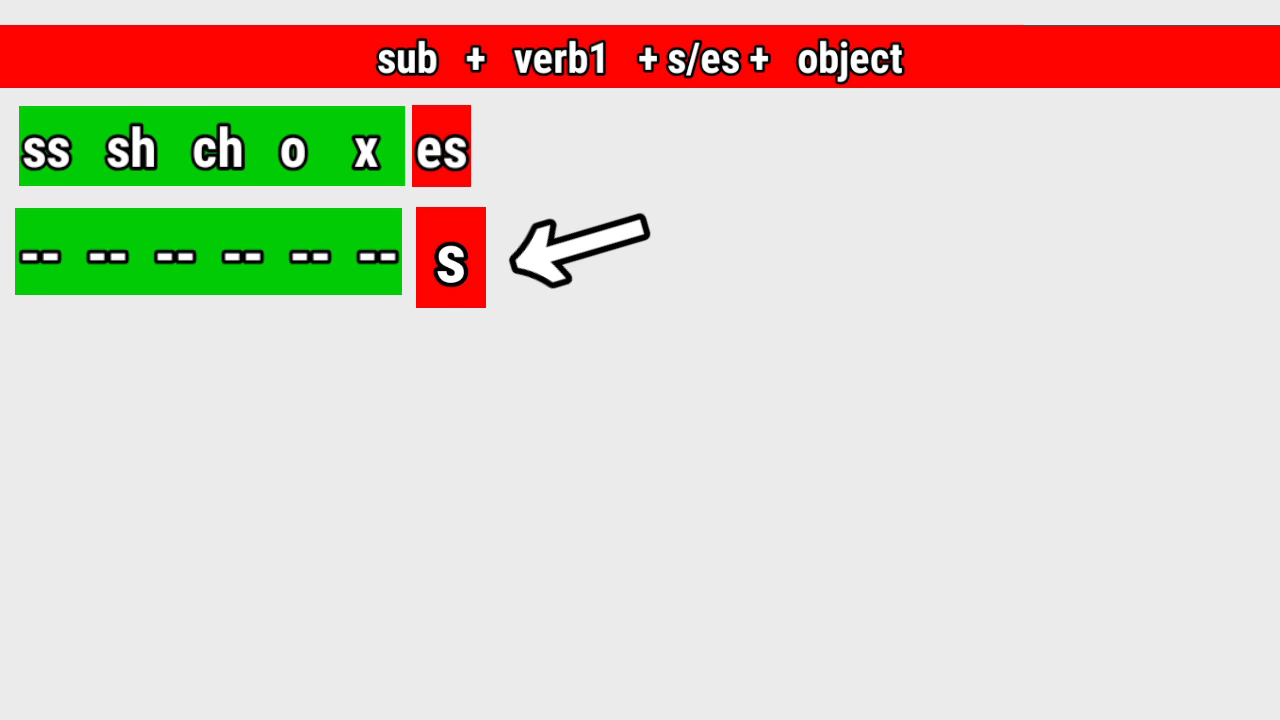 sub + verb1 + s/es + object
ss sh ch o x es
-- -- -- -- -- -- s